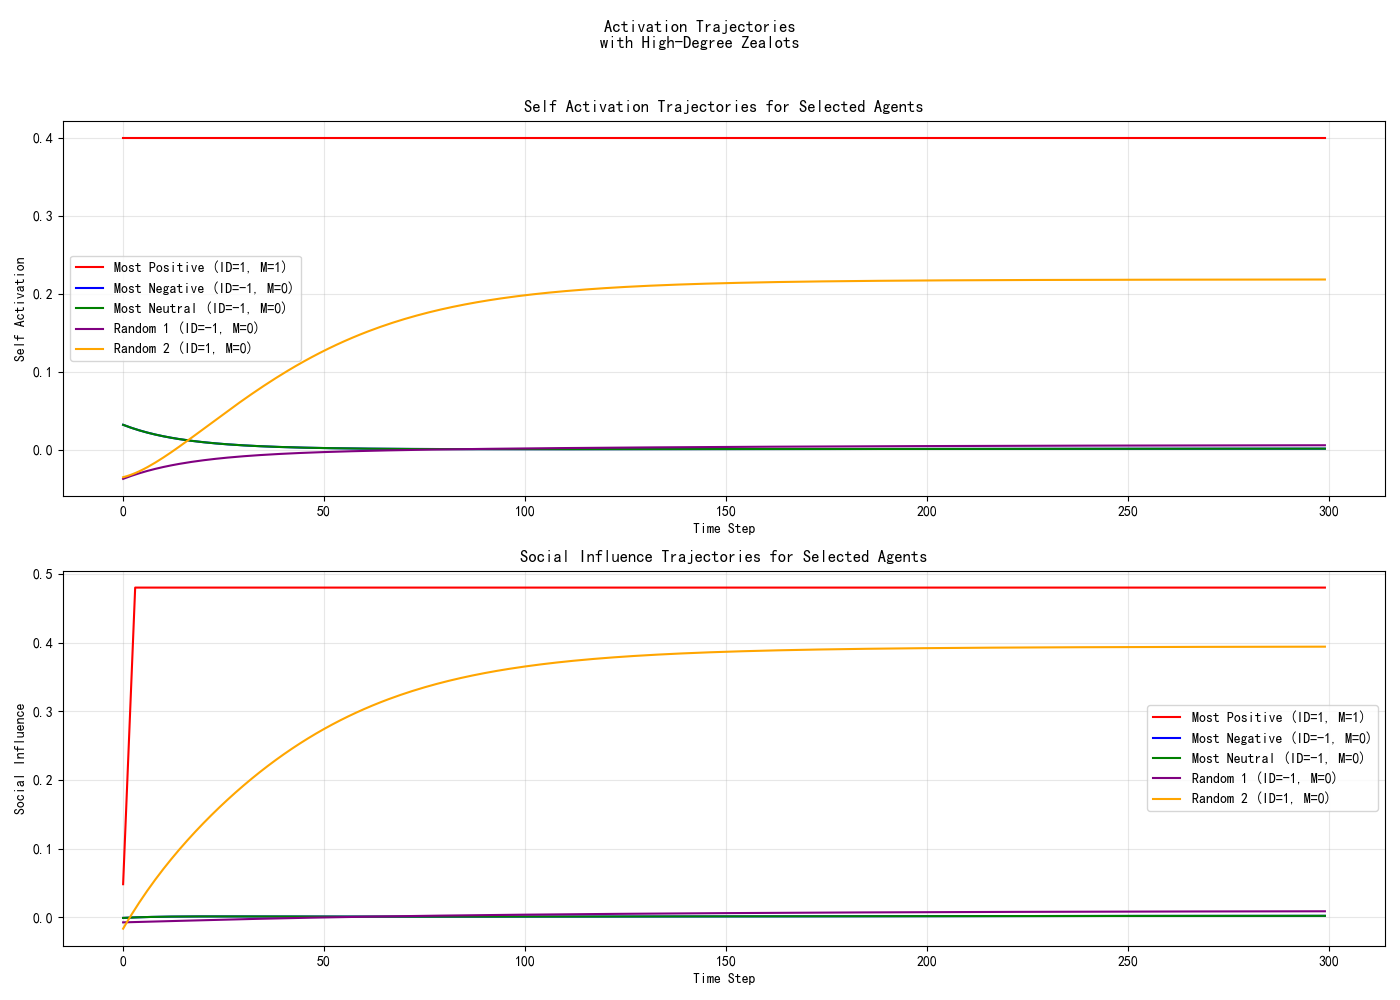 Activation Trajectories
with High-Degree Zealots
Self Activation Trajectories for Selected Agents
Self Activation
0.4
0.3
0.2
0.1
0.0
Most Positive (ID=1, M=1)
Most Negative (ID=-1, M=0)
Most Neutral (ID=-1, M=0)
Random 1 (ID=-1, M=0)
Random 2 (ID=1, M=0)
0 50 100 150 200 250 300
Time Step
Social Influence Trajectories for Selected Agents
Social Influence
0.5
0.4
0.3
0.2
0.1
0.0
Most Positive (ID=1, M=1)
Most Negative (ID=-1, M=0)
Most Neutral (ID=-1, M=0)
Random 1 (ID=-1, M=0)
Random 2 (ID=1, M=0)
0 50 100 150 200 250 300
Time Step